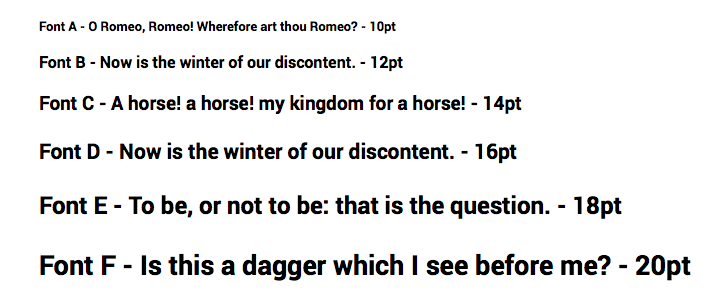 Font A - O Romeo, Romeo! Wherefore art thou Romeo? - 10pt
Font B - Now is the winter of our discontent. - 12pt
Font C - A horse! a horse! my kingdom for a horse! - 14pt
Font D - Now is the winter of our discontent. - 16pt
Font E - To be, or not to be: that is the question. - 18pt
Font F - Is this a dagger which I see before me? - 20pt